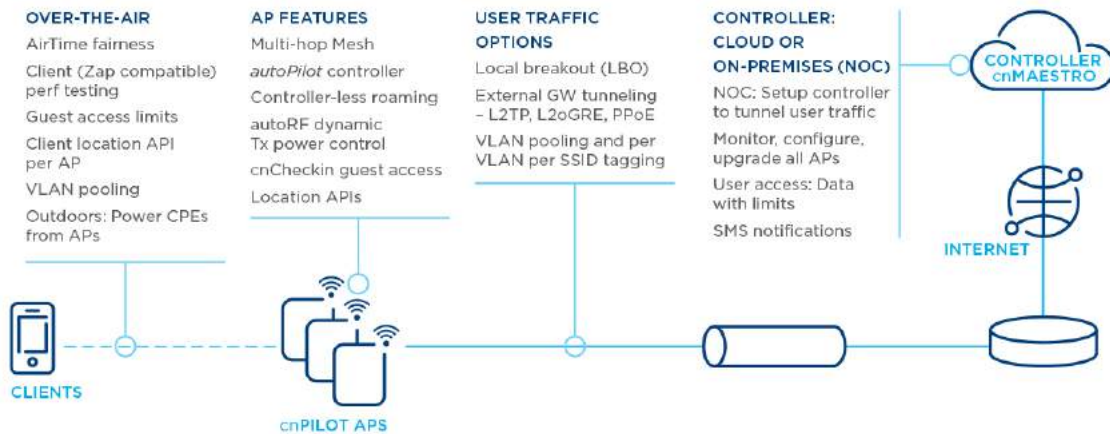 OVER-THE-AIR
AirTime fairness
Client (Zap compatible)
perf testing
Guest access limits
Client location API
per AP
VLAN pooling
Outdoors: Power CPEs
from APs
AP FEATURES
Multi-hop Mesh
autoPilot controller
Controller-less roaming
autoRF dynamic
Tx power control
cnCheckin guest access
Location APIs
USER TRAFFIC
OPTIONS
Local breakout (LBO)
External GW tunneling
– L2TP, L2oGRE, PPoE
VLAN pooling and per
VLAN per SSID tagging
CONTROLLER:
CLOUD OR
ON-PREMISES (NOC)
NOC: Setup controller
to tunnel user traffic
Monitor, configure,
upgrade all APs
User access: Data
with limits
SMS notifications
CONTROLLER
cnMAESTRO
INTERNET
CLIENTS
cnPILOT APS